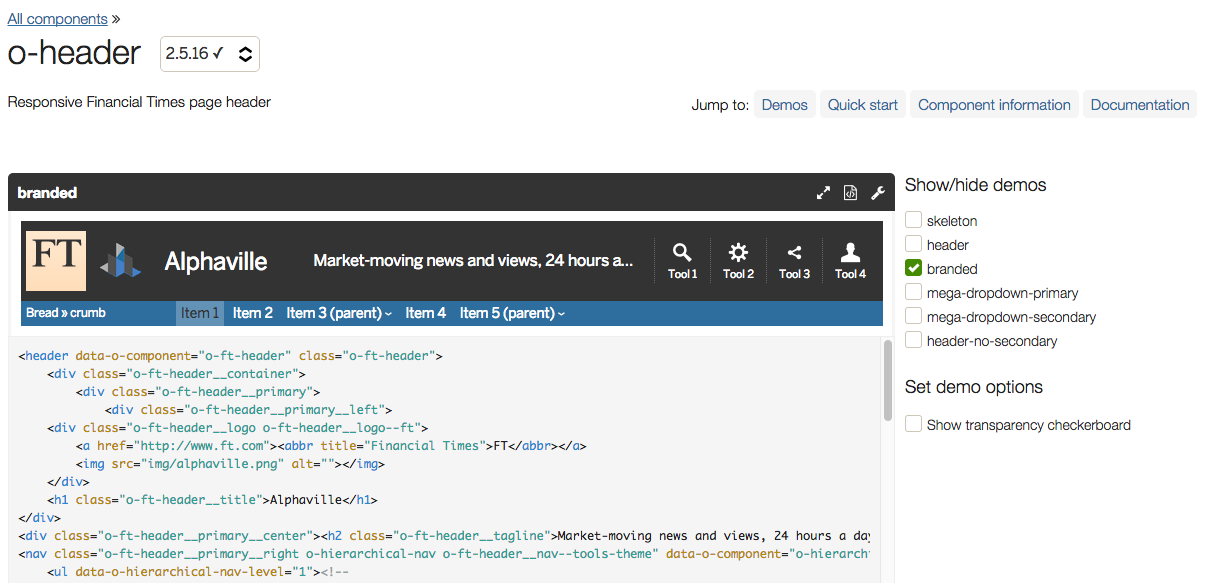 All components »
o-header 2.5.16 ✓
Responsive Financial Times page header
Jump to: Demos Quick start Component information Documentation
branded
FT Alphaville Market-moving news and views, 24 hours a...
Tool 1 Tool 2 Tool 3 Tool 4
Bread » crumb Item 1 Item 2 Item 3 (parent) Item 4 Item 5 (parent)
<header data-o-component="o-ft-header" class="o-ft-header">
<div class="o-ft-header__container">
<div class="o-ft-header__primary">
<div class="o-ft-header__primary__left">
<div class="o-ft-header__logo o-ft-header__logo--ft">
<a href="http://www.ft.com"><abbr title="Financial Times">FT</abbr></a>
<img src="img/alphaville.png" alt=""></img>
</div>
<h1 class="o-ft-header__title">Alphaville</h1>
</div>
<div class="o-ft-header__primary__center"><h2 class="o-ft-header__tagline">Market-moving news and views, 24 hours a day
<nav class="o-ft-header__primary__right o-hierarchical-nav o-ft-header__nav--tools-theme" data-o-component="o-hierarch
<ul data-o-hierarchical-nav-level="1"><!--
Show/hide demos
skeleton
header
branded
mega-dropdown-primary
mega-dropdown-secondary
header-no-secondary
Set demo options
Show transparency checkerboard